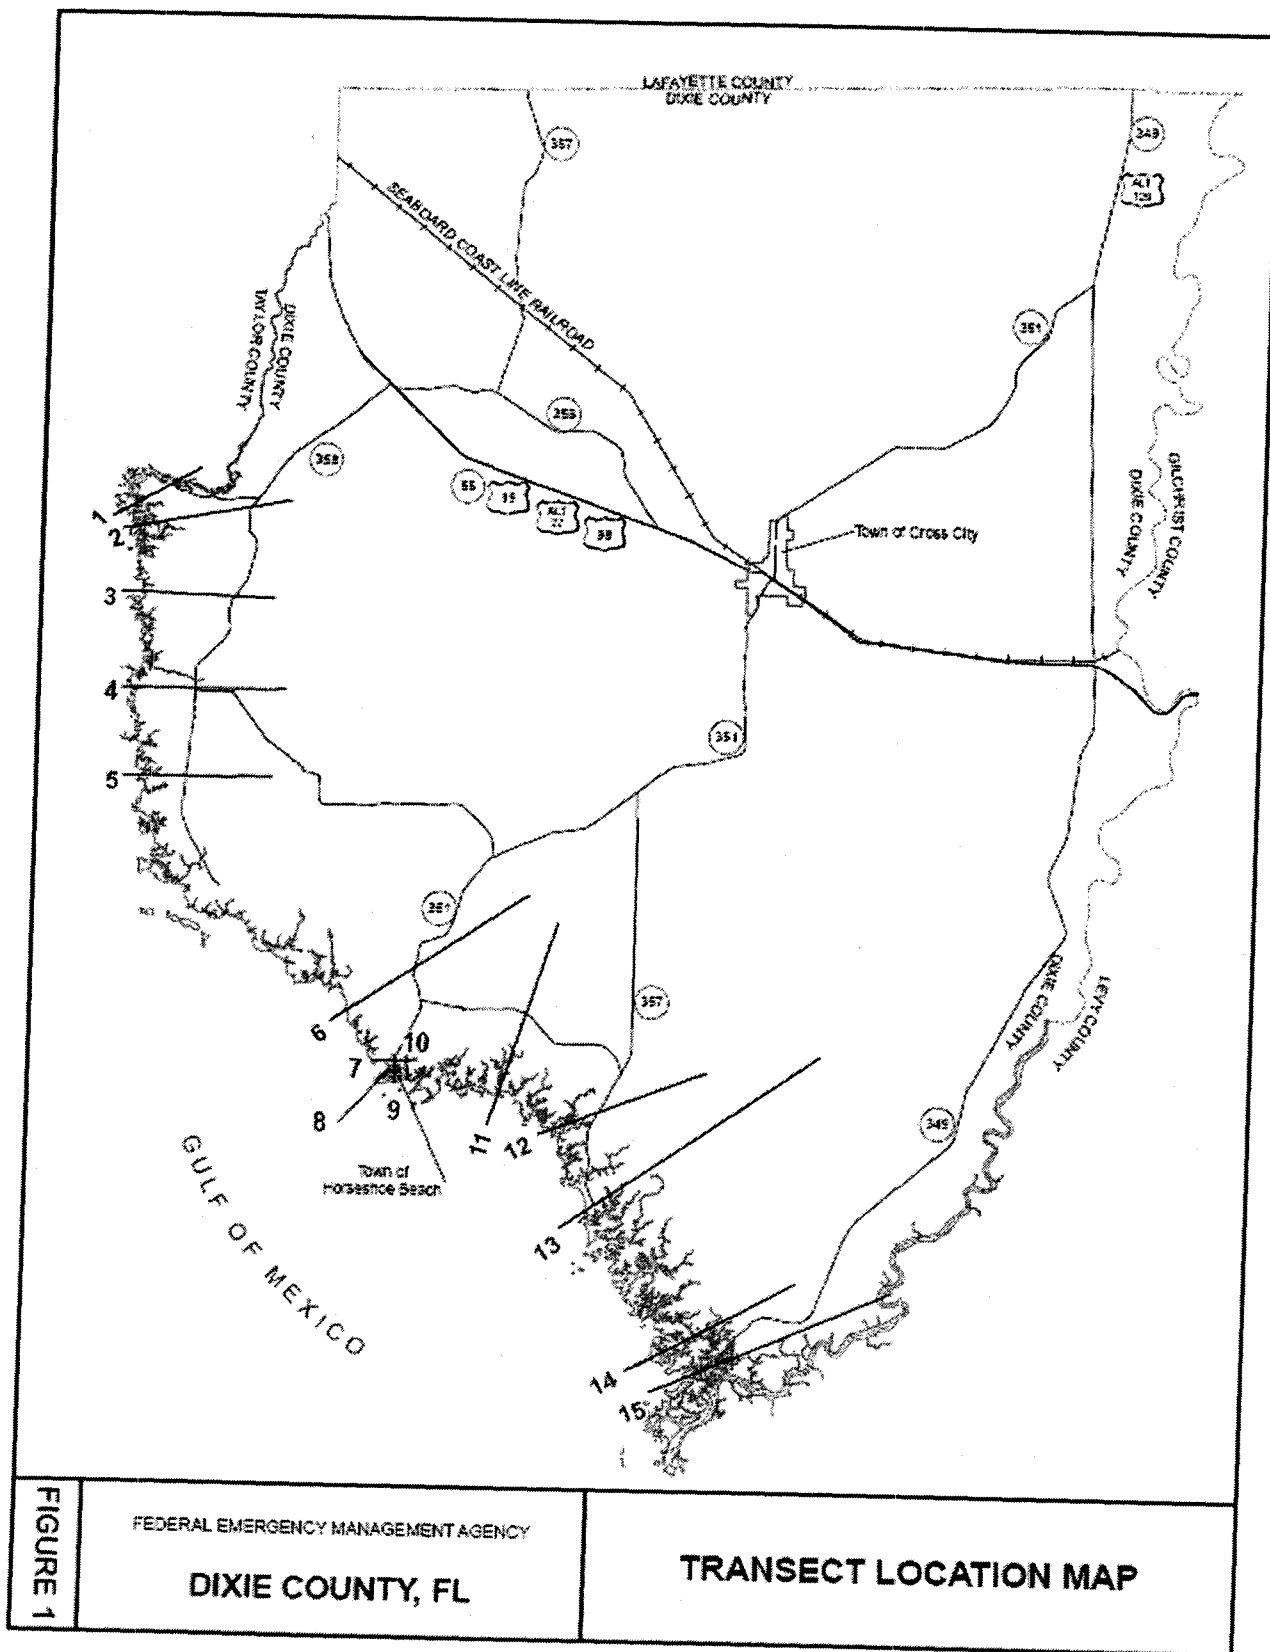 LAFAYETTE COUNTY
DIXIE COUNTY
357
349
ALT
SEABOARD COAST LINE RAILROAD
DIXIE COUNTY
TAYLOR COUNTY
351
358
55
19
ALT
27
98
Town of Cross City
GILCHRIST COUNTY
DIXIE COUNTY
1
2
3
4
5
351
351
357
DIXIE COUNTY
LEVY COUNTY
6
7
10
8
9
11
12
349
Town of
Horseshoe Beach
13
GULF OF MEXICO
14
15
FIGURE 1
FEDERAL EMERGENCY MANAGEMENT AGENCY
DIXIE COUNTY, FL
TRANSECT LOCATION MAP